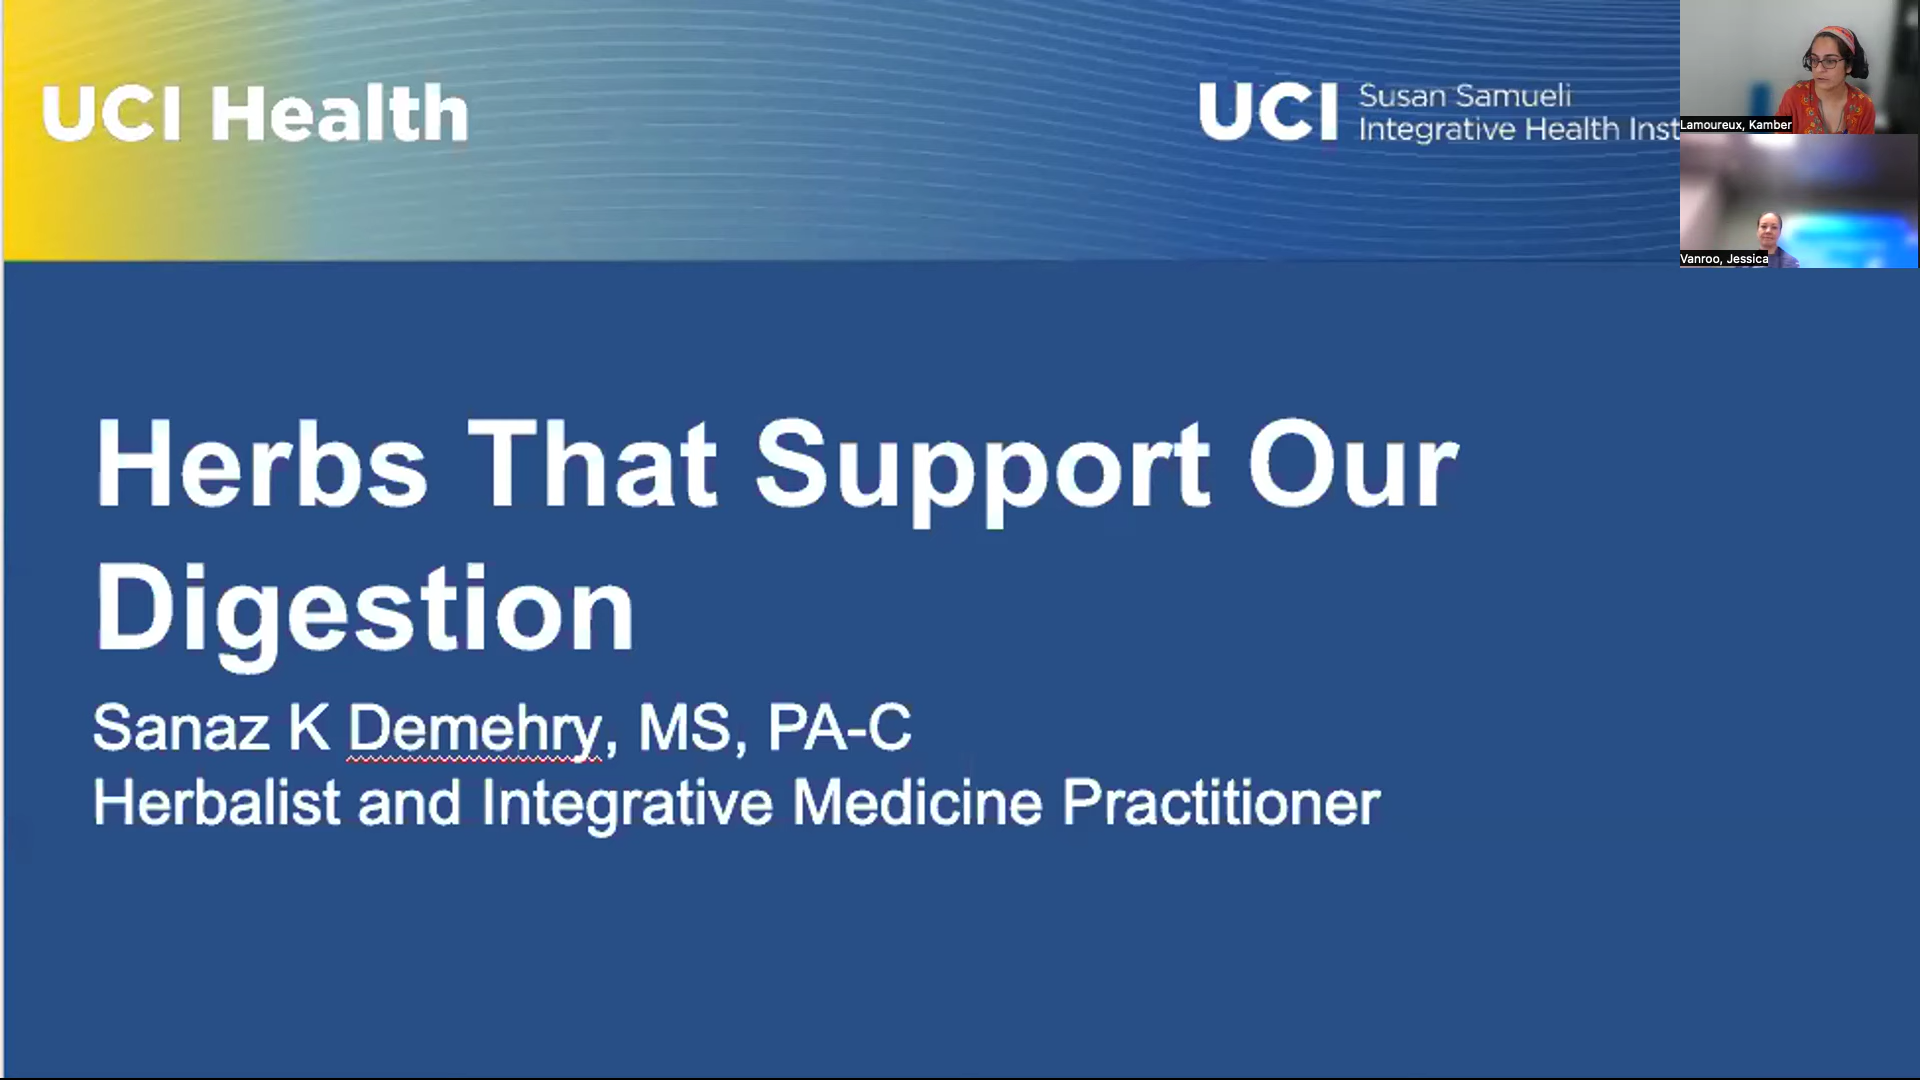 UCI Health
UCI Susan Samueli
Integrative Health Inst
Lamoureux, Kamber
Vanroo, Jessica
Herbs That Support Our
Digestion
Sanaz K Demehry, MS, PA-C
Herbalist and Integrative Medicine Practitioner